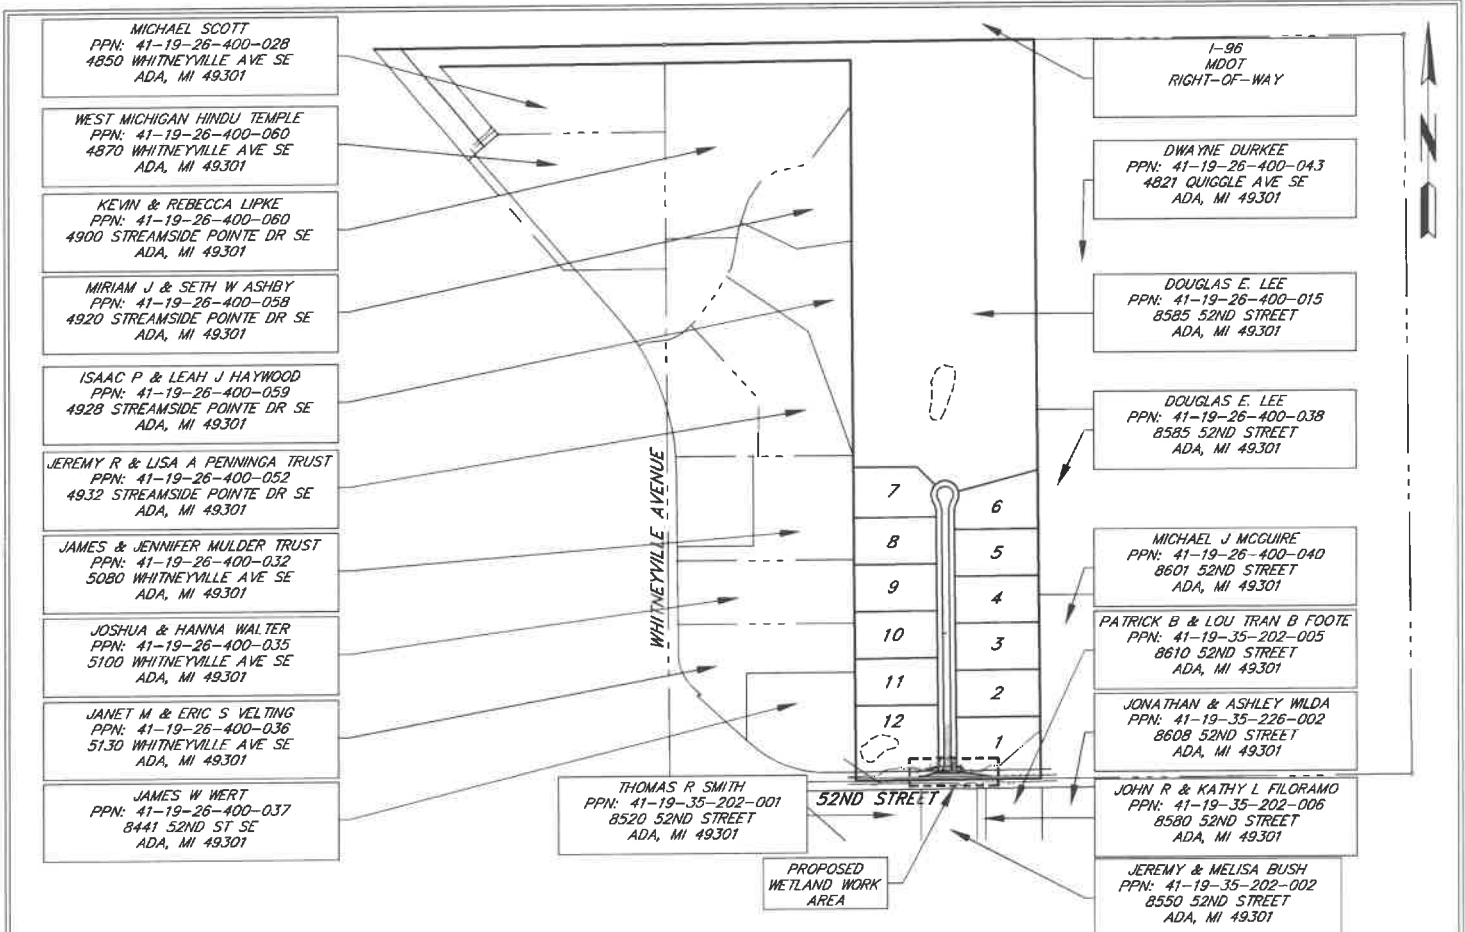 MICHAEL SCOTT
PPN: 41-19-26-400-028
4850 WHITNEYVILLE AVE SE
ADA, MI 49301
WEST MICHIGAN HINDU TEMPLE
PPN: 41-19-26-400-060
4870 WHITNEYVILLE AVE SE
ADA, MI 49301
KEVIN & REBECCA LIPKE
PPN: 41-19-26-400-060
4900 STREAMSIDE POINTE DR SE
ADA, MI 49301
MIRIAM J & SETH W ASHBY
PPN: 41-19-26-400-058
4920 STREAMSIDE POINTE DR SE
ADA, MI 49301
ISAAC P & LEAH J HAYWOOD
PPN: 41-19-26-400-059
4928 STREAMSIDE POINTE DR SE
ADA, MI 49301
JEREMY R & LISA A PENNINGA TRUST
PPN: 41-19-26-400-052
4932 STREAMSIDE POINTE DR SE
ADA, MI 49301
JAMES & JENNIFER MULDER TRUST
PPN: 41-19-26-400-032
5080 WHITNEYVILLE AVE SE
ADA, MI 49301
JOSHUA & HANNA WALTER
PPN: 41-19-26-400-035
5100 WHITNEYVILLE AVE SE
ADA, MI 49301
JANET M & ERIC S VELTING
PPN: 41-19-26-400-036
5130 WHITNEYVILLE AVE SE
ADA, MI 49301
JAMES W WERT
PPN: 41-19-26-400-037
8441 52ND ST SE
ADA, MI 49301
WHITNEYVILLE AVENUE
7
8
9
10
11
12
6
5
4
3
2
1
52ND STREET
THOMAS R SMITH
PPN: 41-19-35-202-001
8520 52ND STREET
ADA, MI 49301
PROPOSED
WETLAND WORK
AREA
I-96
MDOT
RIGHT-OF-WAY
N
DWAYNE DURKEE
PPN: 41-19-26-400-043
4821 QUIGGLE AVE SE
ADA, MI 49301
DOUGLAS E. LEE
PPN: 41-19-26-400-015
8585 52ND STREET
ADA, MI 49301
DOUGLAS E. LEE
PPN: 41-19-26-400-038
8585 52ND STREET
ADA, MI 49301
MICHAEL J MCGUIRE
PPN: 41-19-26-400-040
8601 52ND STREET
ADA, MI 49301
PATRICK B & LOU TRAN B FOOTE
PPN: 41-19-35-202-005
8610 52ND STREET
ADA, MI 49301
JONATHAN & ASHLEY WILDA
PPN: 41-19-35-226-002
8608 52ND STREET
ADA, MI 49301
JOHN R & KATHY L FILORAMO
PPN: 41-19-35-202-006
8580 52ND STREET
ADA, MI 49301
JEREMY & MELISA BUSH
PPN: 41-19-35-202-002
8550 52ND STREET
ADA, MI 49301